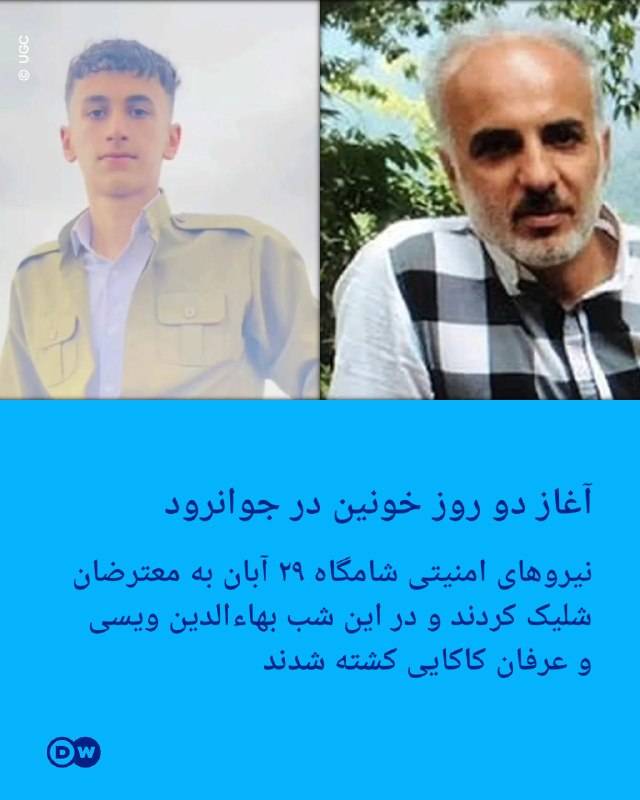 © UGC
آغاز دو روز خونین در جوانرود
نیروهای امنیتی شامگاه ۲۹ آبان به معترضان
شلیک کردند و در این شب بهاءالدین ویسی
و عرفان کاکایی کشته شدند
DW